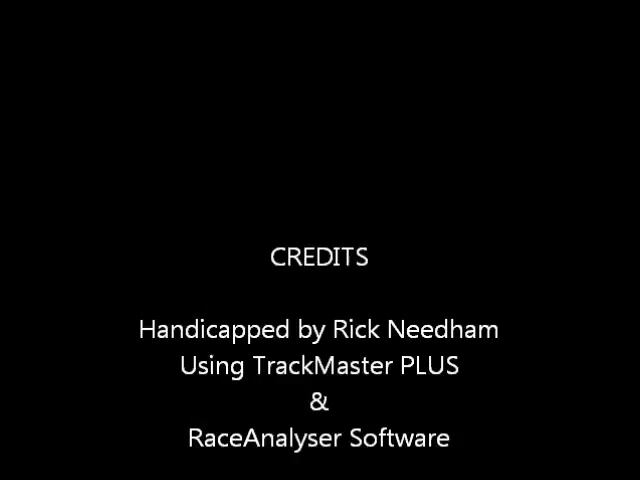 CREDITS
Handicapped by Rick Needham
Using TrackMaster PLUS
&
RaceAnalyser Software